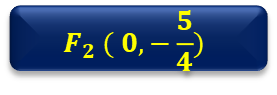 F₂ ( 0, − 5/4)